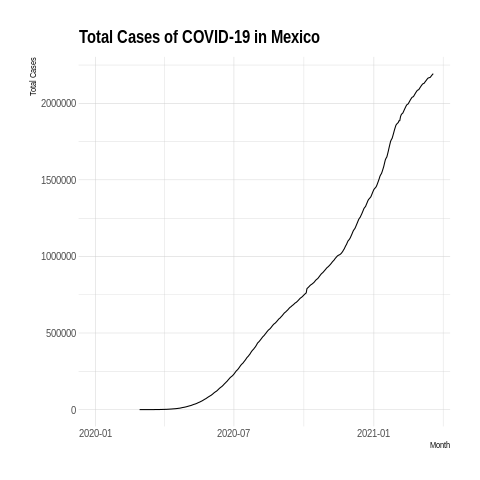 Total Cases of COVID-19 in Mexico
Total Cases
2000000
1500000
1000000
500000
0
2020-01 2020-07 2021-01
Month